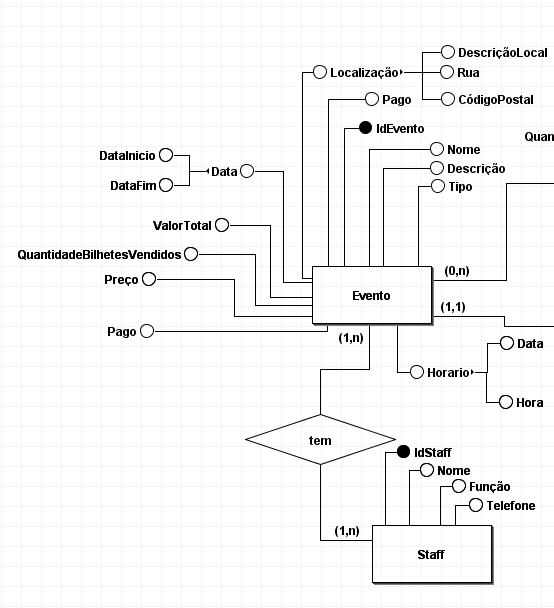 DescriçãoLocal
Localização
Rua
Pago
CódigoPostal
IdEvento
Quan
DataInicio
Nome
Data
Descrição
DataFim
Tipo
ValorTotal
QuantidadeBilhetesVendidos
(0,n)
Preço
Evento
(1,1)
Pago
(1,n)
Data
Horario
Hora
tem
IdStaff
Nome
Função
Telefone
(1,n)
Staff